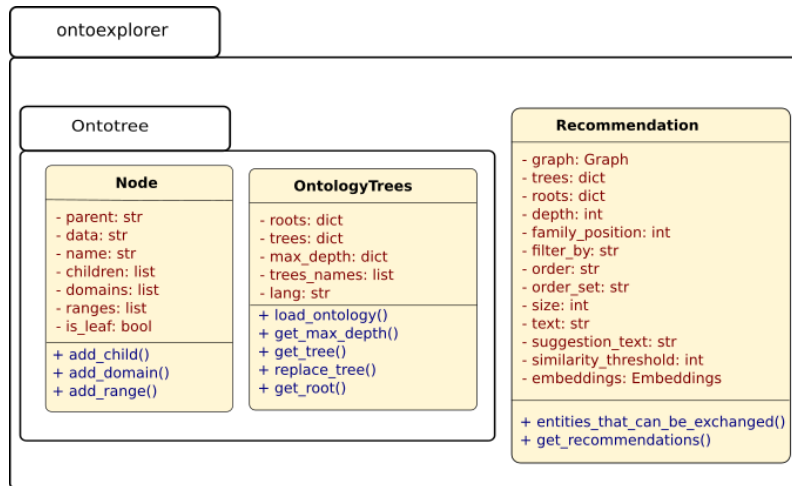 ontoexplorer
Ontotree
Node
- parent: str
- data: str
- name: str
- children: list
- domains: list
- ranges: list
- is_leaf: bool
+ add_child()
+ add_domain()
+ add_range()
OntologyTrees
- roots: dict
- trees: dict
- max_depth: dict
- trees_names: list
- lang: str
+ load_ontology()
+ get_max_depth()
+ get_tree()
+ replace_tree()
+ get_root()
Recommendation
- graph: Graph
- trees: dict
- roots: dict
- depth: int
- family_position: int
- filter_by: str
- order: str
- order_set: str
- size: int
- text: str
- suggestion_text: str
- similarity_threshold: int
- embeddings: Embeddings
+ entities_that_can_be_exchanged()
+ get_recommendations()